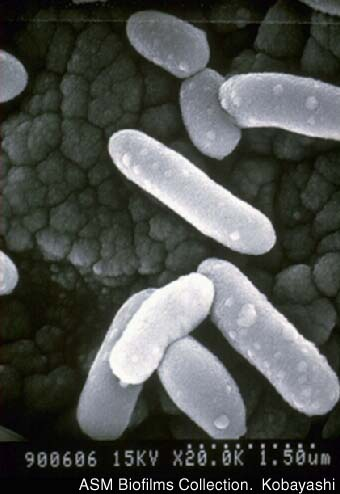 900606 15KV X20.0K 1.50um
ASM Biofilms Collection. Kobayashi